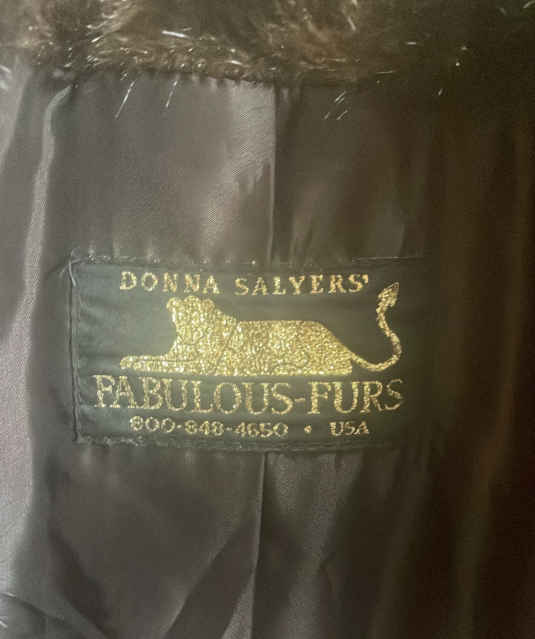 DONNA SALYERS'
FABULOUS-FURS
800-848-4650 • USA